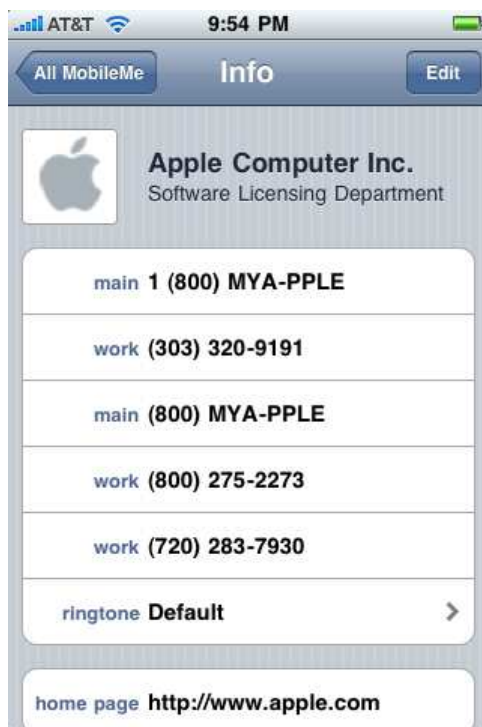 AT&T 9:54 PM
All MobileMe Info Edit
Apple Computer Inc.
Software Licensing Department
main 1 (800) MYA-PPLE
work (303) 320-9191
main (800) MYA-PPLE
work (800) 275-2273
work (720) 283-7930
ringtone Default
home page http://www.apple.com